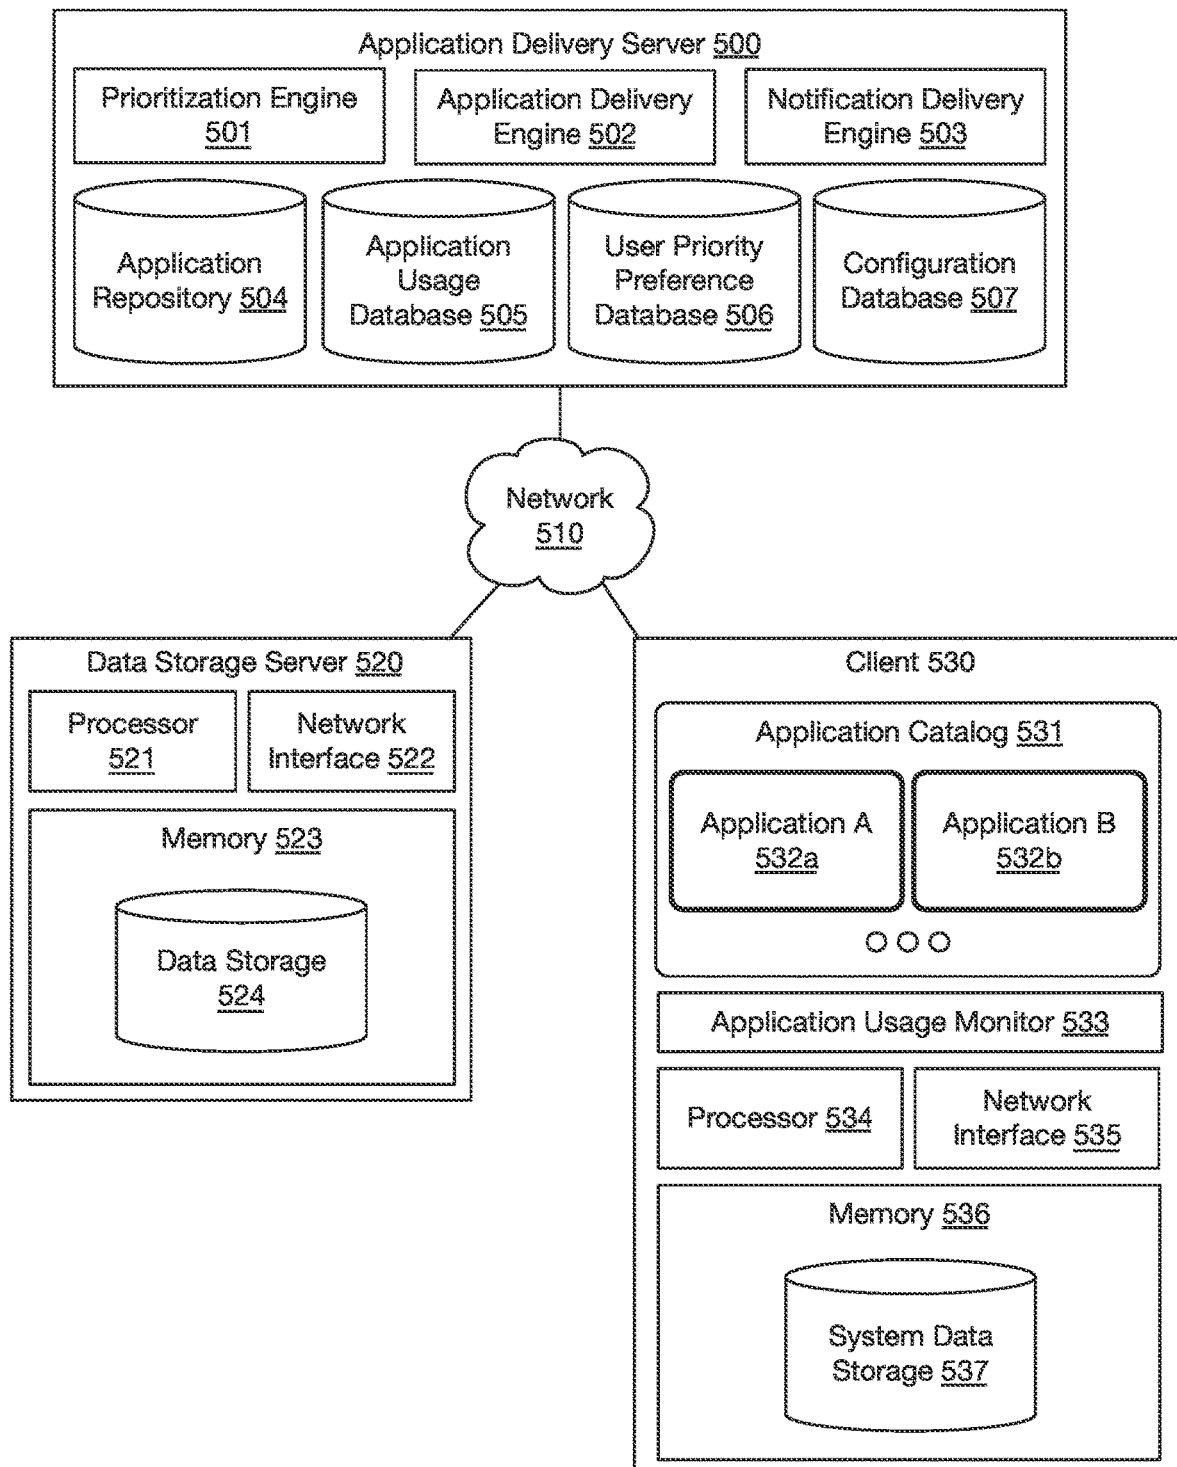 Application Delivery Server 500
Prioritization Engine
501
Application Delivery
Engine 502
Notification Delivery
Engine 503
Application
Repository 504
Application
Usage
Database 505
User Priority
Preference
Database 506
Configuration
Database 507
Network
510
Data Storage Server 520
Processor
521
Network
Interface 522
Memory 523
Data Storage
524
Client 530
Application Catalog 531
Application A
532a
Application B
532b
Application Usage Monitor 533
Processor 534
Network
Interface 535
Memory 536
System Data
Storage 537